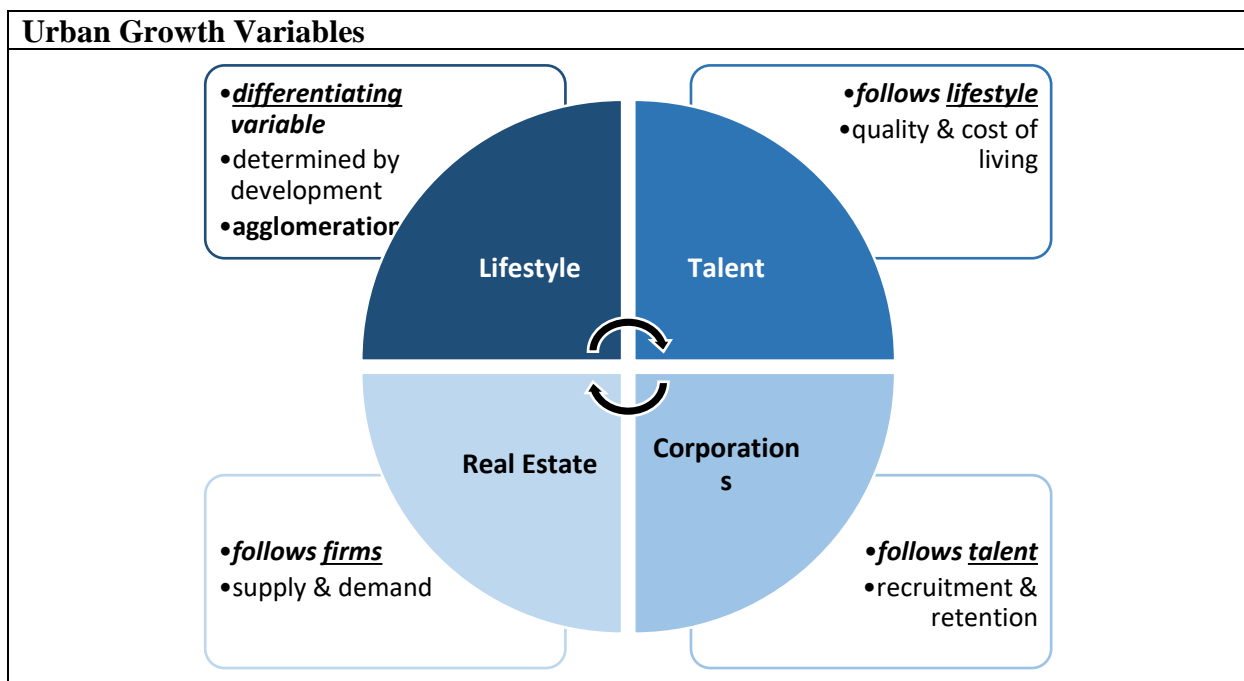 Urban Growth Variables
•differentiating
variable
•determined by
development
•agglomeration
•follows lifestyle
•quality & cost of
living
Lifestyle
Talent
Real Estate
Corporation
s
•follows firms
•supply & demand
•follows talent
•recruitment &
retention